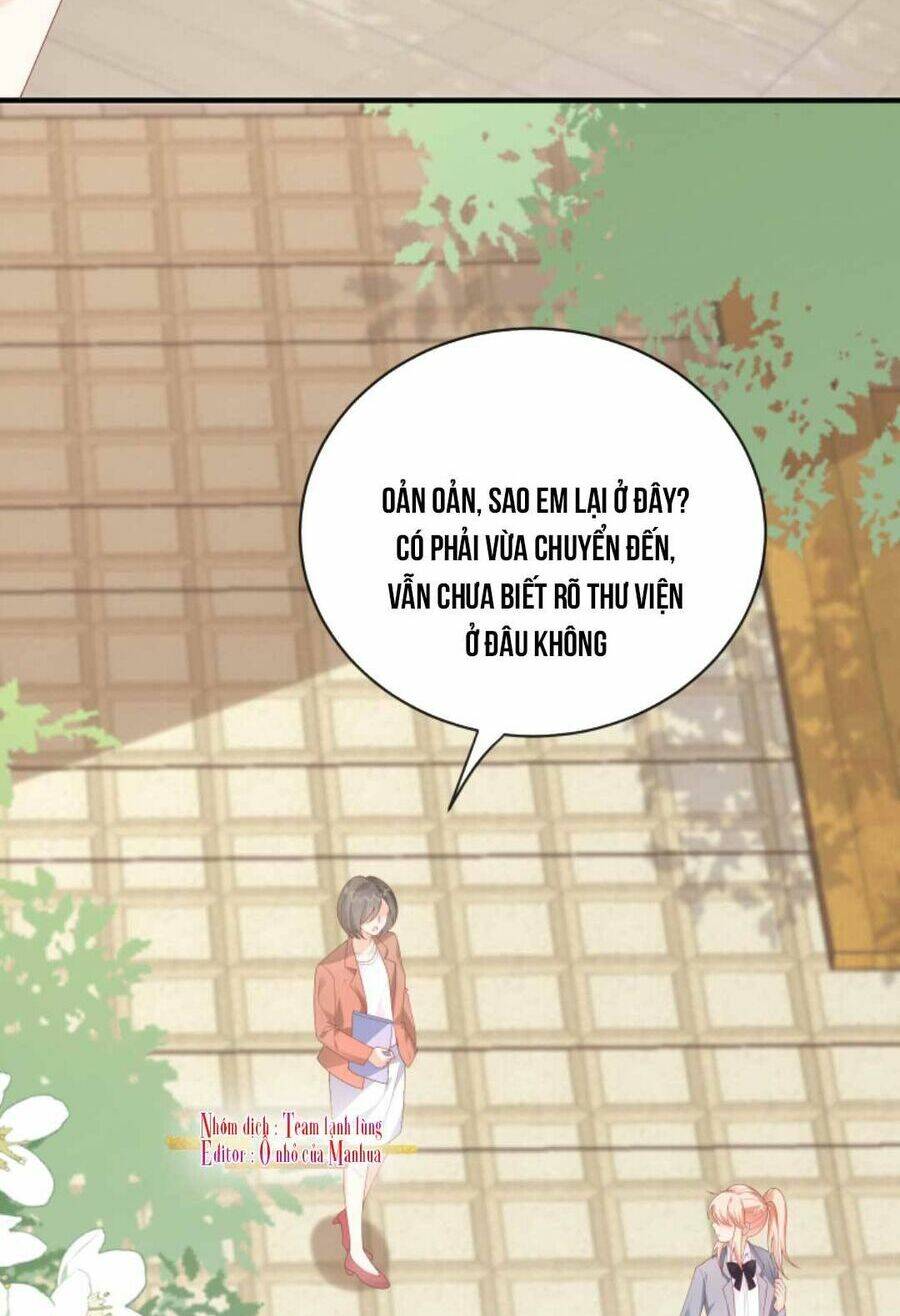 OẢN OẢN, SAO EM LẠI Ở ĐÂY?
CÓ PHẢI VỪA CHUYỂN ĐẾN,
VẪN CHƯA BIẾT RÕ THƯ VIỆN
Ở ĐÂU KHÔNG
Nhóm dịch : Team lạnh lùng
Editor : Ổ nhỏ của Manhua